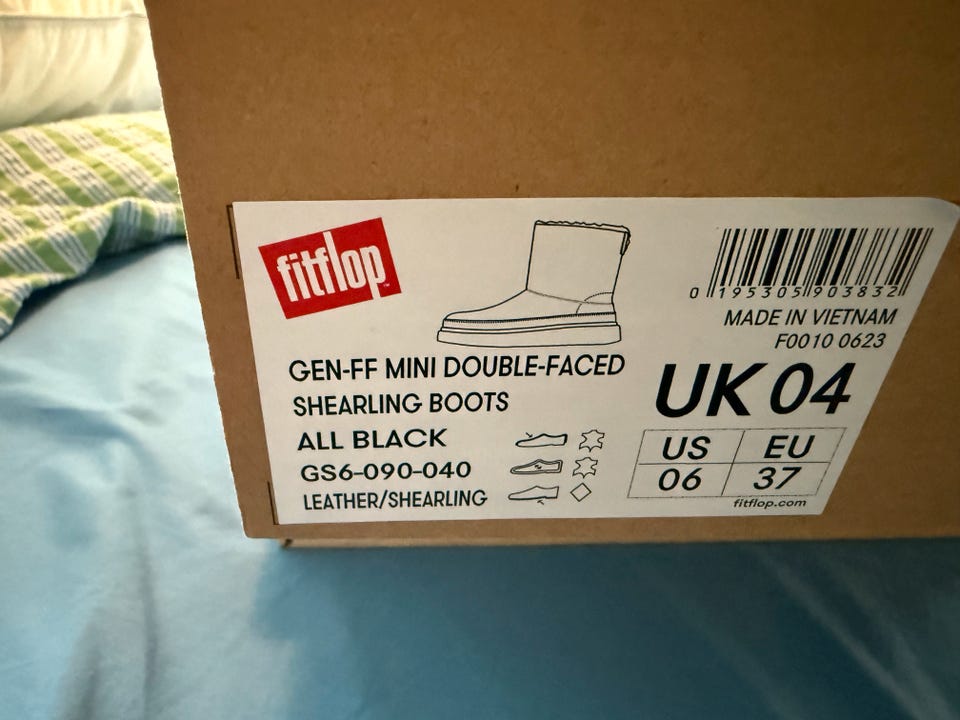 fitflop™
0 195305 903832
MADE IN VIETNAM
F0010 0623
GEN-FF MINI DOUBLE-FACED
SHEARLING BOOTS
ALL BLACK
GS6-090-040
LEATHER/SHEARLING
UK 04
US EU
06 37
fitflop.com